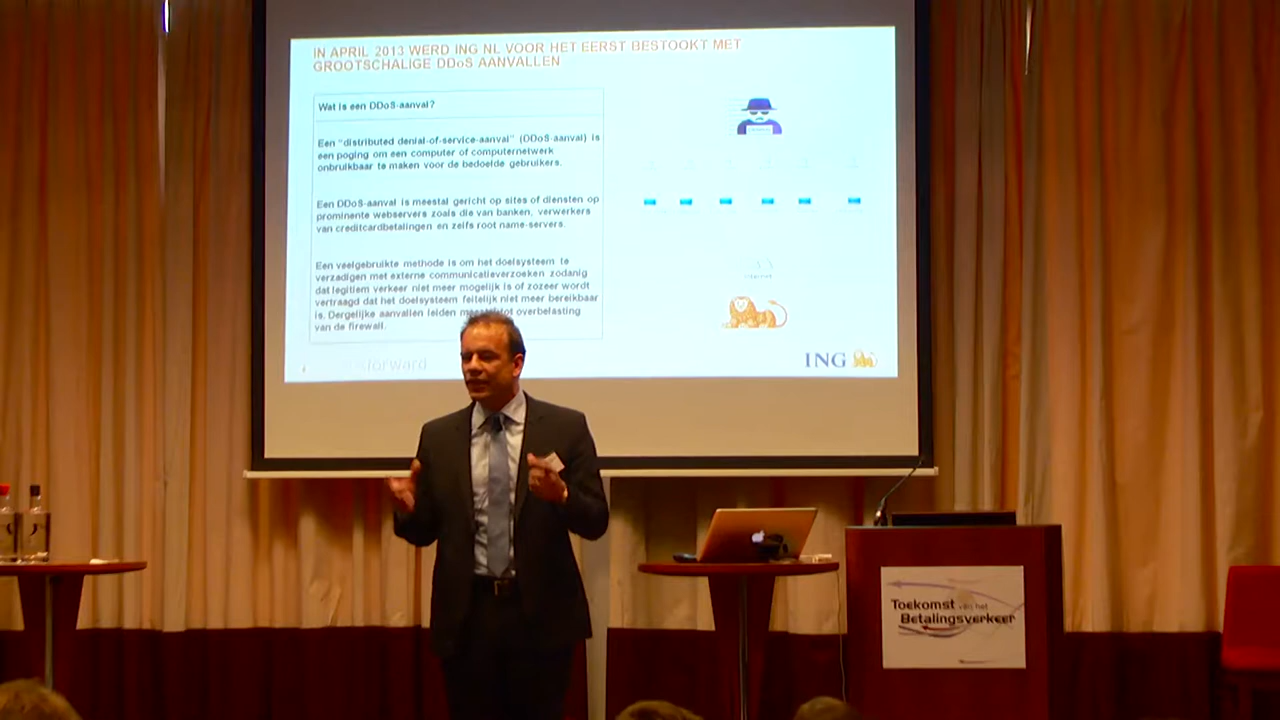 IN APRIL 2013 WERD ING NL VOOR HET EERST BESTOOKT MET
GROOTSCHALIGE DDoS AANVALLEN
Wat is een DDoS-aanval?
Een "distributed denial-of-service-aanval" (DDoS-aanval) is
een poging om een computer of computernetwerk
onbruikbaar te maken voor de bedoelde gebruikers.
Een DDoS-aanval is meestal gericht op sites of diensten op
prominente webservers zoals die van banken, verwerkers
van creditcardbetalingen en zelfs root name-servers.
Een veelgebruikte methode is om het doelsysteem te
verzadigen met externe communicatieverzoeken zodanig
dat legitiem verkeer niet meer mogelijk is of zozeer wordt
vertraagd dat het doelsysteem feitelijk niet meer bereikbaar
is. Dergelijke aanvallen leiden tot overbelasting
van de firewall.
forward
ING
Toekomst van het
Betalingsverkeer